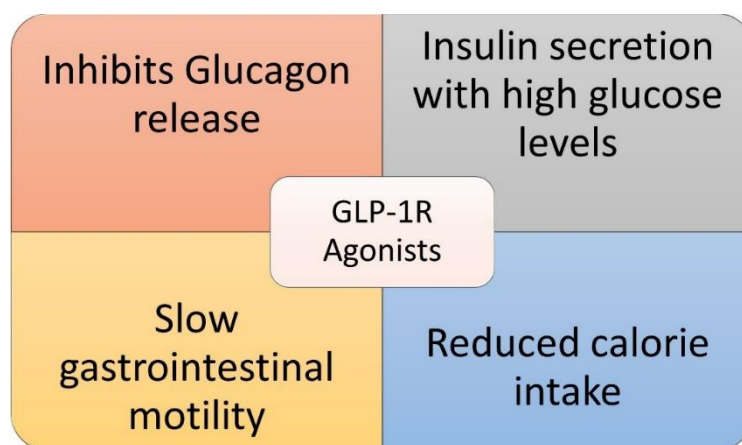 Inhibits Glucagon
release
Insulin secretion
with high glucose
levels
GLP-1R
Agonists
Slow
gastrointestinal
motility
Reduced calorie
intake